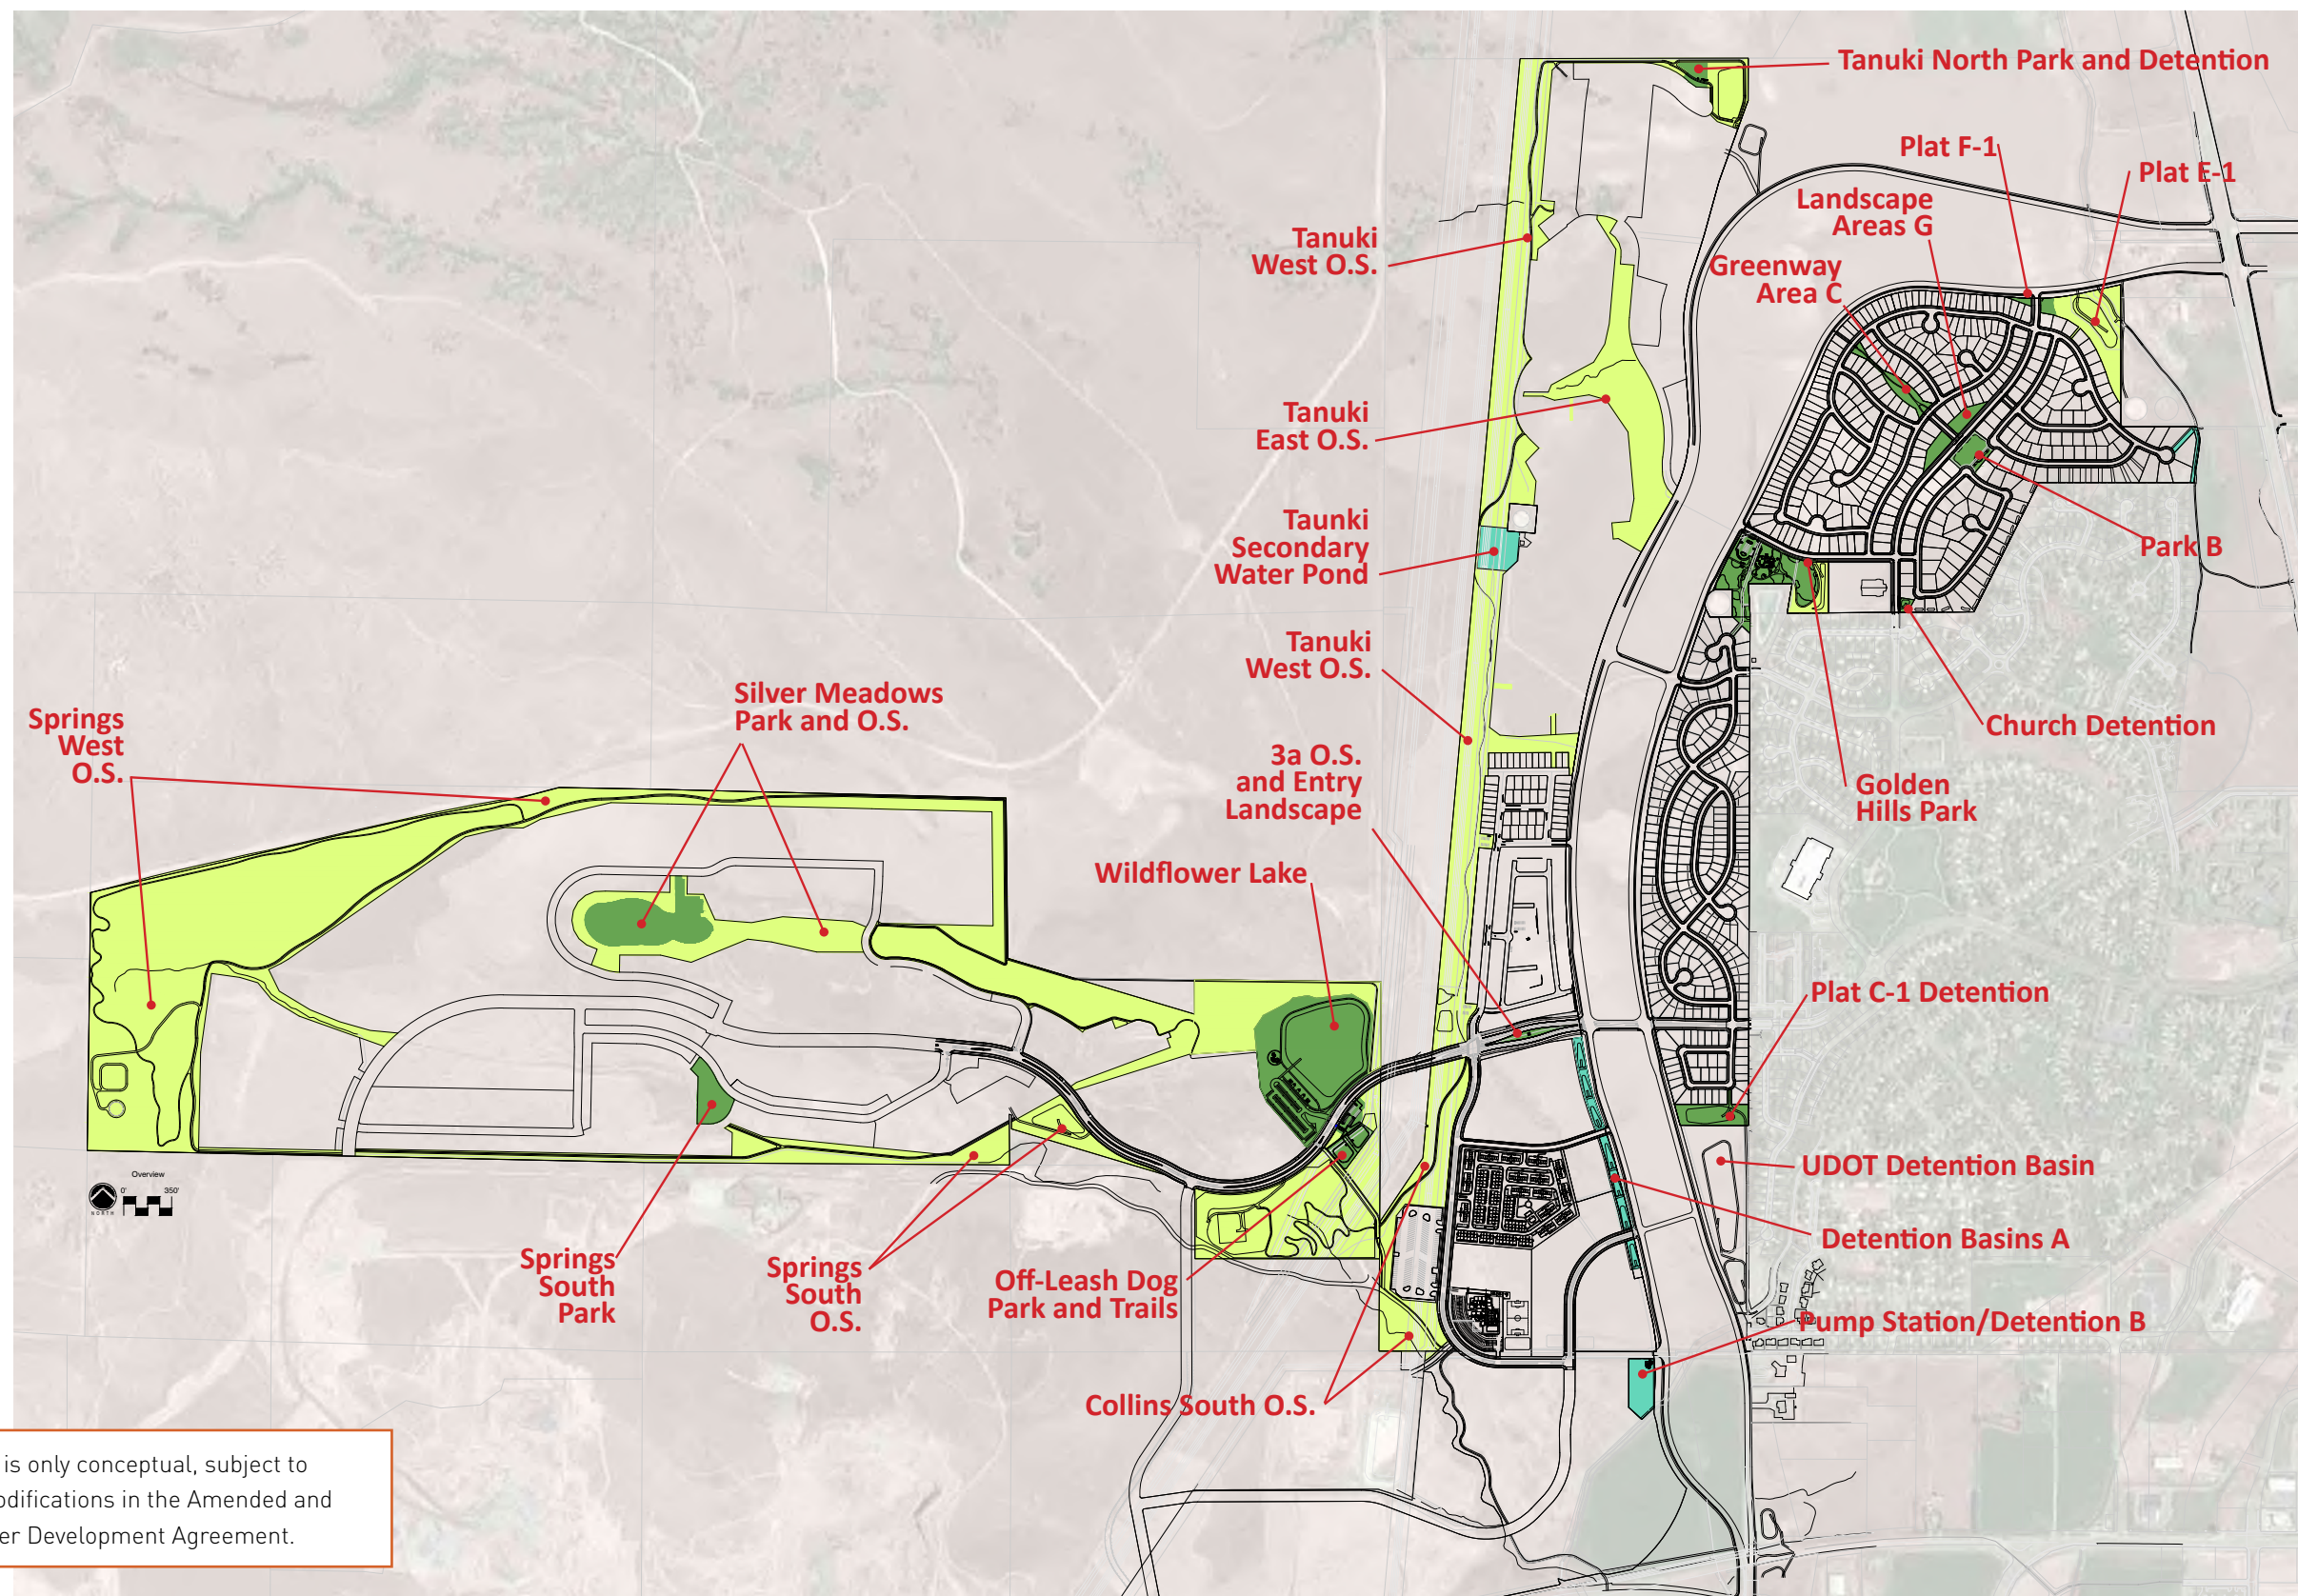 Tanuki North Park and Detention
Plat F-1
Plat E-1
Landscape
Areas G
Tanuki
West O.S.
Greenway
Area C
Tanuki
East O.S.
Taunki
Secondary
Water Pond
Park B
Tanuki
West O.S.
Silver Meadows
Park and O.S.
Springs
West
O.S.
Church Detention
3a O.S.
and Entry
Landscape
Golden
Hills Park
Wildflower Lake
Plat C-1 Detention
UDOT Detention Basin
Overview
0'
350'
NORTH
Detention Basins A
Springs
South
Park
Springs
South
O.S.
Off-Leash Dog
Park and Trails
Pump Station/Detention B
Collins South O.S.
is only conceptual, subject to
odifications in the Amended and
er Development Agreement.